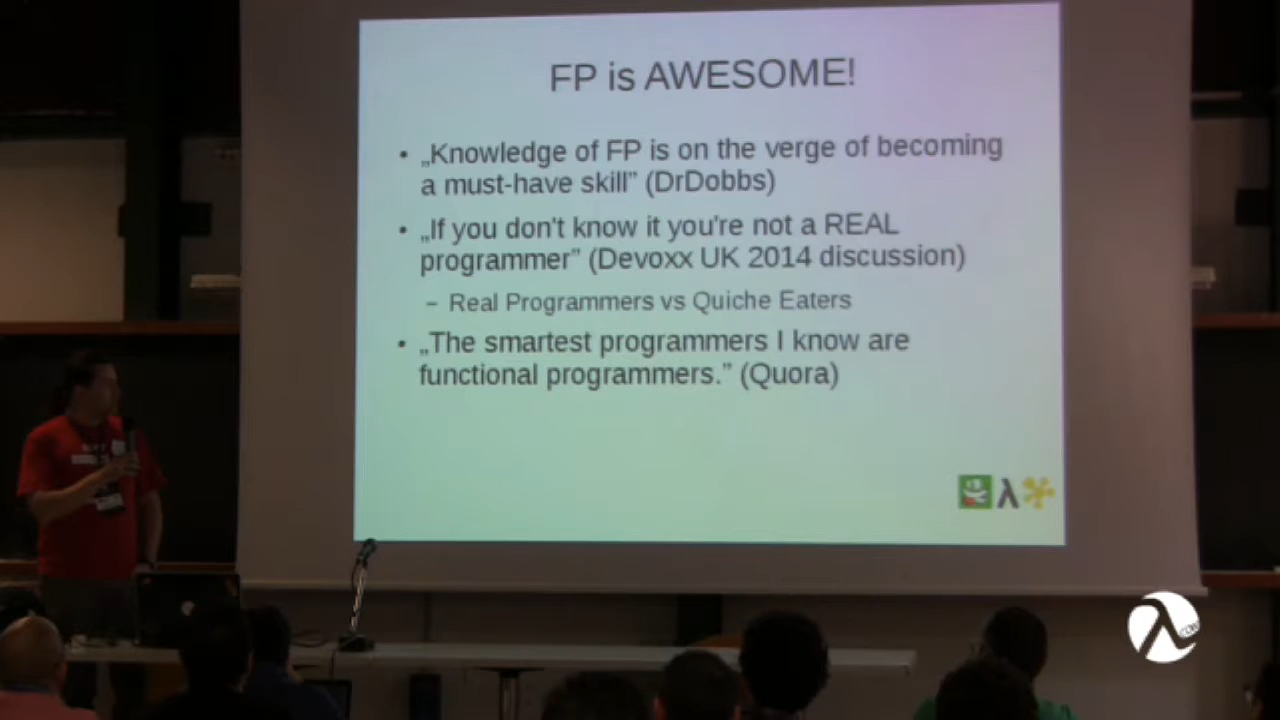 FP is AWESOME!
• „Knowledge of FP is on the verge of becoming
a must-have skill” (DrDobbs)
• „If you don't know it you're not a REAL
programmer” (Devoxx UK 2014 discussion)
– Real Programmers vs Quiche Eaters
• „The smartest programmers I know are
functional programmers.” (Quora)
λ